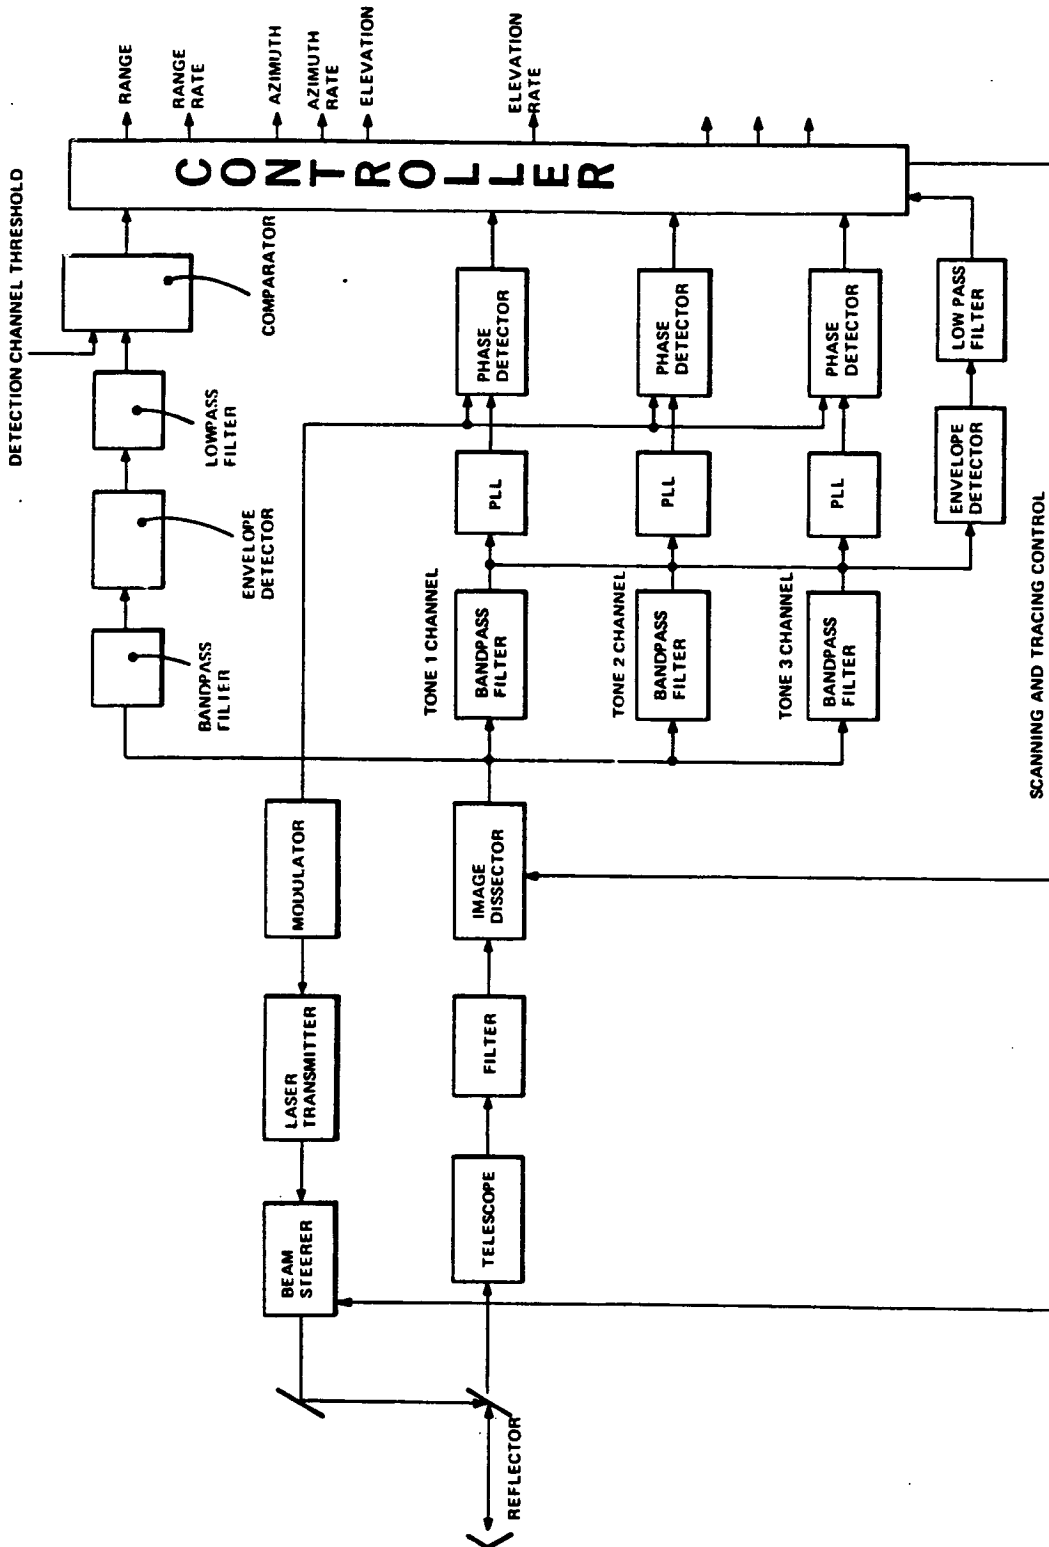 DETECTION CHANNEL THRESHOLD
BANDPASS
FILTER
ENVELOPE
DETECTOR
LOWPASS
FILTER
COMPARATOR
CONTROLLER
RANGE
RANGE
RATE
AZIMUTH
AZIMUTH
RATE
ELEVATION
ELEVATION
RATE
BEAM
STEERER
LASER
TRANSMITTER
MODULATOR
REFLECTOR
TELESCOPE
FILTER
IMAGE
DISSECTOR
TONE 1 CHANNEL
BANDPASS
FILTER
PLL
PHASE
DETECTOR
TONE 2 CHANNEL
BANDPASS
FILTER
PLL
PHASE
DETECTOR
TONE 3 CHANNEL
BANDPASS
FILTER
PLL
PHASE
DETECTOR
ENVELOPE
DETECTOR
LOW PASS
FILTER
SCANNING AND TRACING CONTROL